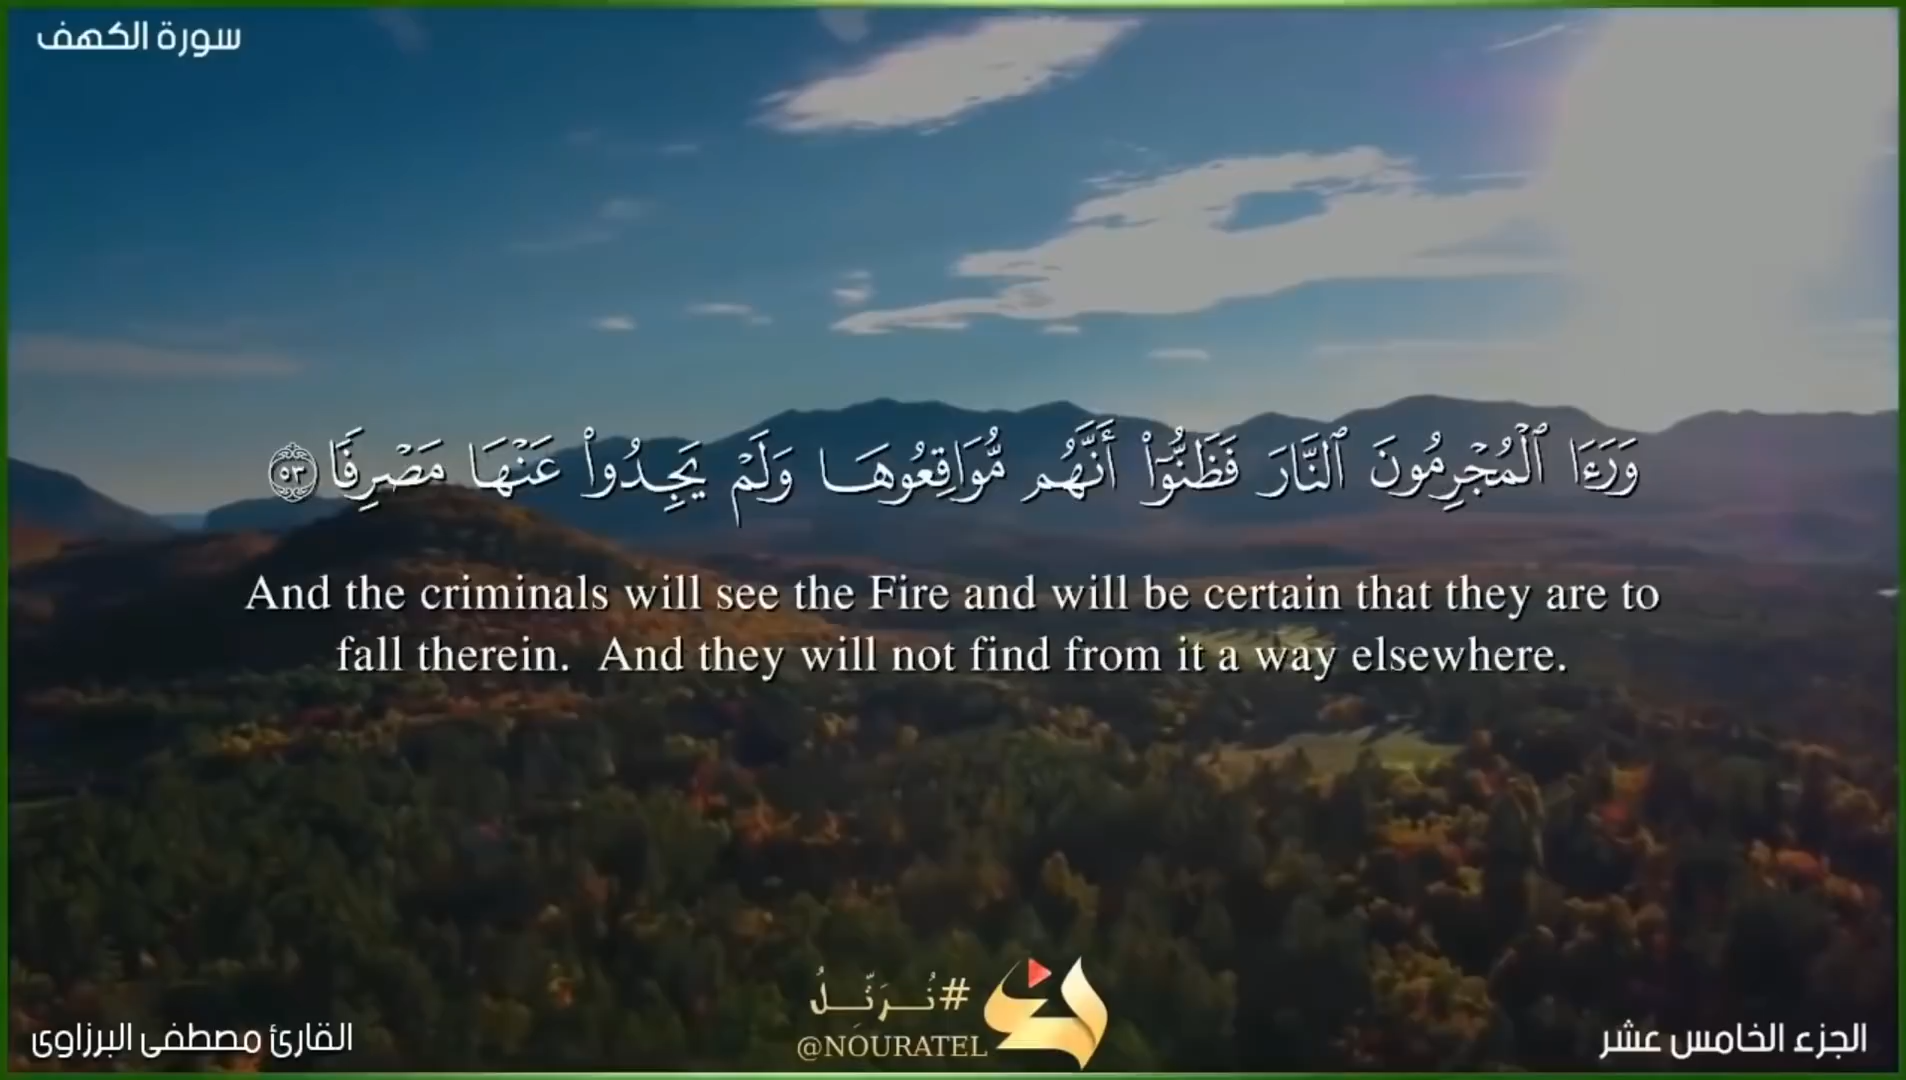 سورة الكهف
وَرَءَا ٱلْمُجْرِمُونَ ٱلنَّارَ فَظَنُّوٓا۟ أَنَّهُم مُّوَاقِعُوهَا وَلَمْ يَجِدُوا۟ عَنْهَا مَصْرِفًا ٥٣
And the criminals will see the Fire and will be certain that they are to
fall therein. And they will not find from it a way elsewhere.
#نُرَتِّلُ
@NOURATEL
القارئ مصطفى البرزاوى
الجزء الخامس عشر